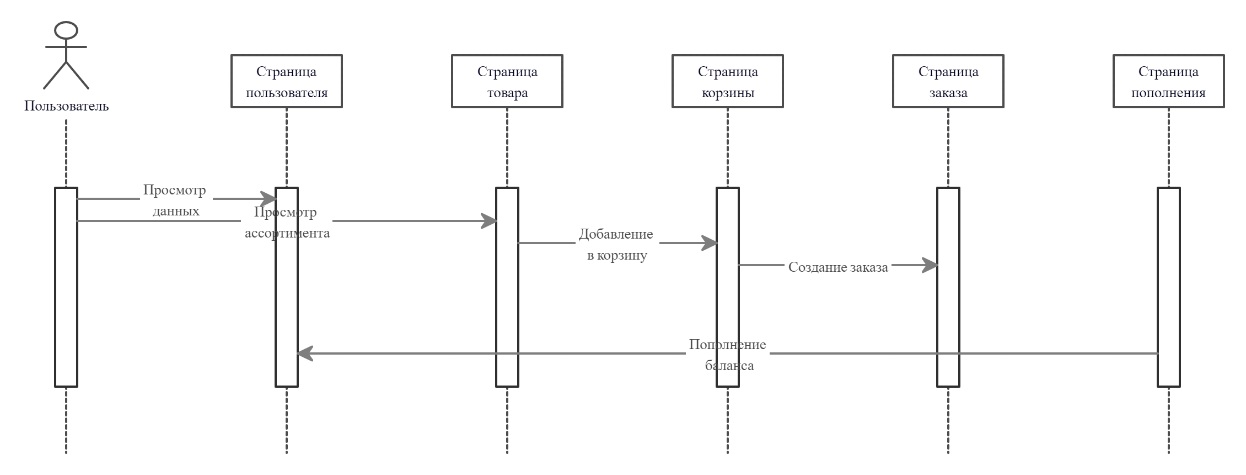 Пользователь
Страница
пользователя
Страница
товара
Страница
корзины
Страница
заказа
Страница
пополнения
Просмотр
данных
Просмотр
ассортимента
Добавление
в корзину
Создание заказа
Пополнение
баланса